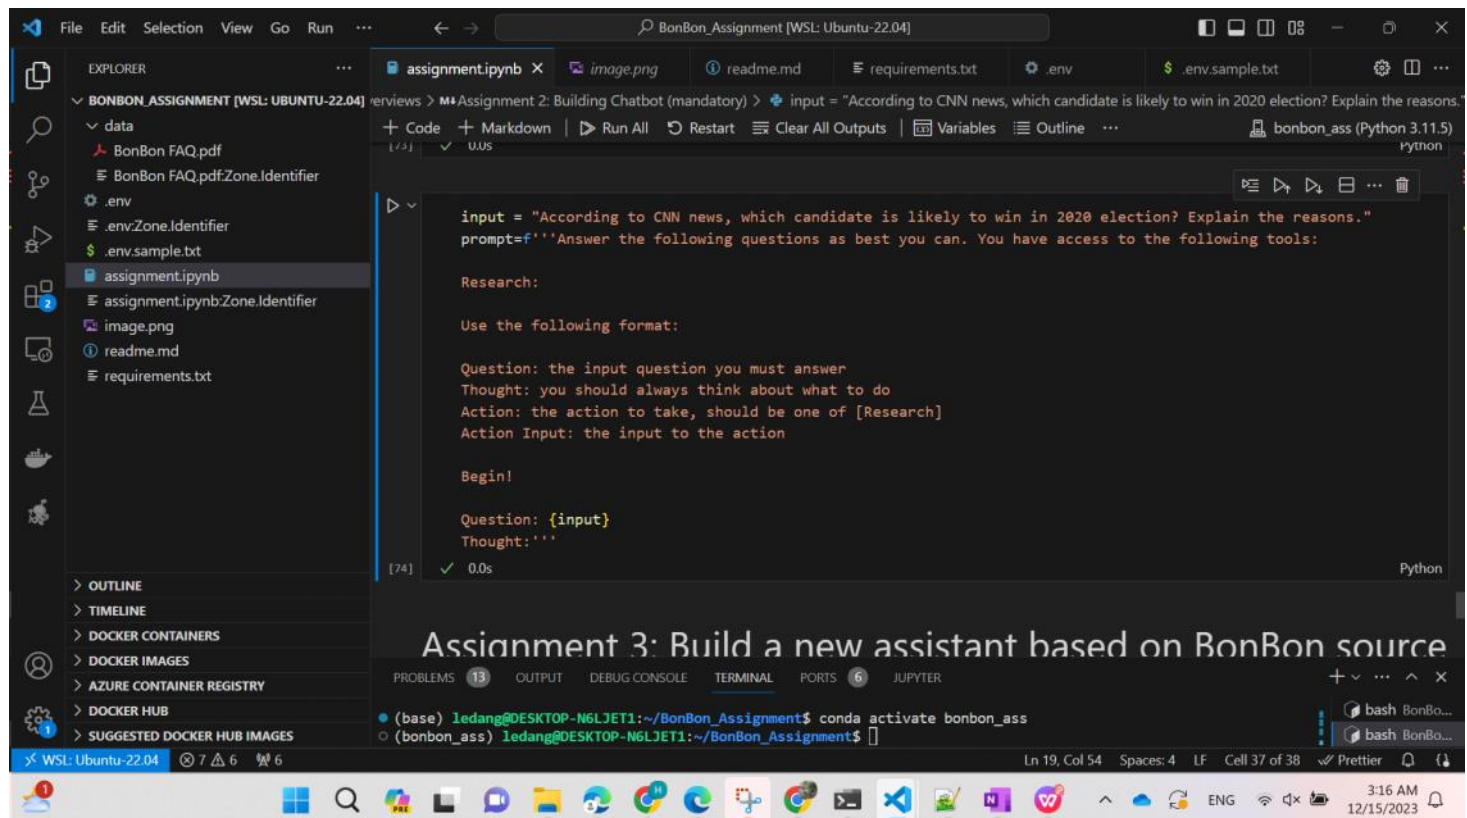 File Edit Selection View Go Run ...
BonBon_Assignment [WSL: Ubuntu-22.04]
EXPLORER
BONBON_ASSIGNMENT [WSL: UBUNTU-22.04]
data
BonBon FAQ.pdf
BonBon FAQ.pdf:Zone.Identifier
.env
.env:Zone.Identifier
.env.sample.txt
assignment.ipynb
assignment.ipynb:Zone.Identifier
image.png
readme.md
requirements.txt
OUTLINE
TIMELINE
DOCKER CONTAINERS
DOCKER IMAGES
AZURE CONTAINER REGISTRY
DOCKER HUB
SUGGESTED DOCKER HUB IMAGES
assignment.ipynb image.png readme.md requirements.txt .env .env.sample.txt
erviews > Assignment 2: Building Chatbot (mandatory) > input = "According to CNN news, which candidate is likely to win in 2020 election? Explain the reasons."
+ Code + Markdown Run All Restart Clear All Outputs Variables Outline ... bonbon_ass (Python 3.11.5)
[73] 0.0s Python
input = "According to CNN news, which candidate is likely to win in 2020 election? Explain the reasons."
prompt=f'''Answer the following questions as best you can. You have access to the following tools:
Research:
Use the following format:
Question: the input question you must answer
Thought: you should always think about what to do
Action: the action to take, should be one of [Research]
Action Input: the input to the action
Begin!
Question: {input}
Thought:'''
[74] 0.0s Python
Assignment 3: Build a new assistant based on BonBon source
PROBLEMS 13 OUTPUT DEBUG CONSOLE TERMINAL PORTS 6 JUPYTER
(base) ledang@DESKTOP-N6LJET1:~/BonBon_Assignment$ conda activate bonbon_ass
(bonbon_ass) ledang@DESKTOP-N6LJET1:~/BonBon_Assignment$
bash BonBo...
bash BonBo...
WSL: Ubuntu-22.04 7 6 6 Ln 19, Col 54 Spaces: 4 LF Cell 37 of 38 Prettier
ENG 3:16 AM
12/15/2023